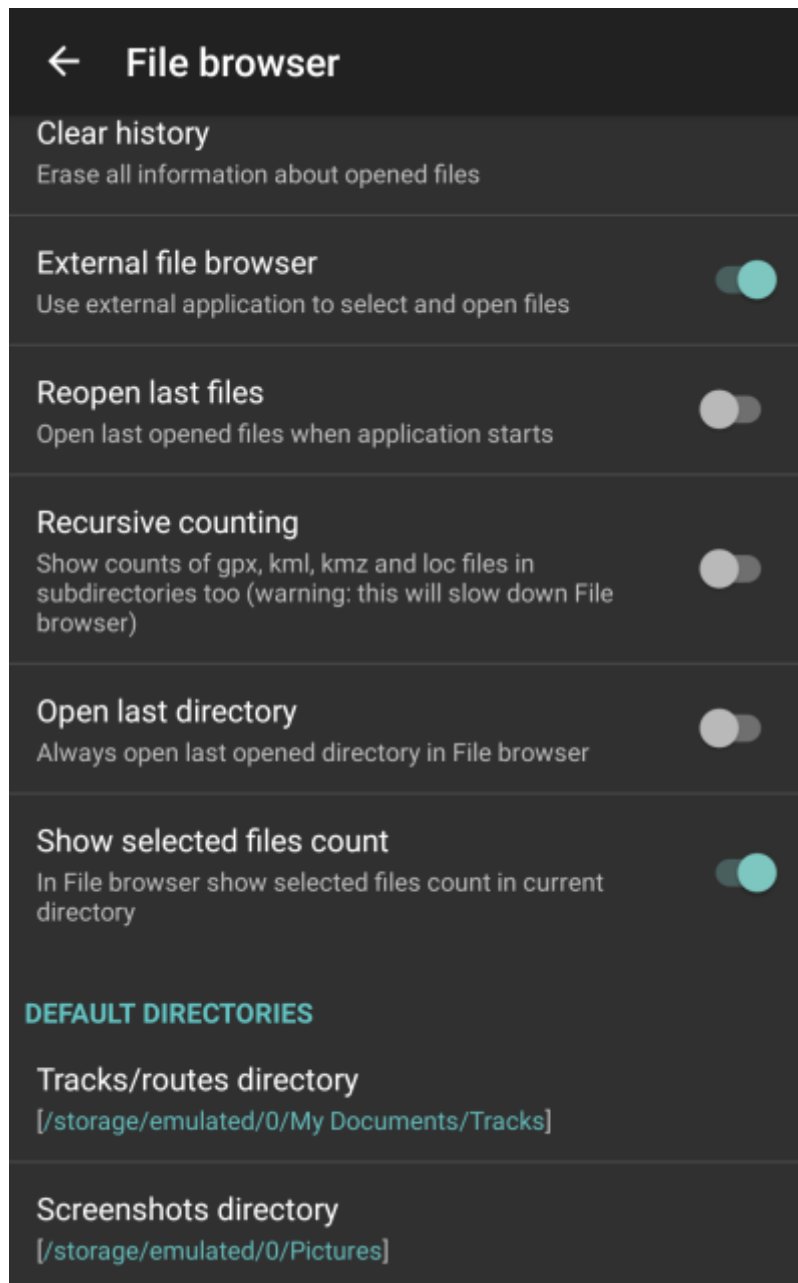 File browser
Clear history
Erase all information about opened files
External file browser
Use external application to select and open files
Reopen last files
Open last opened files when application starts
Recursive counting
Show counts of gpx, kml, kmz and loc files in
subdirectories too (warning: this will slow down File
browser)
Open last directory
Always open last opened directory in File browser
Show selected files count
In File browser show selected files count in current
directory
DEFAULT DIRECTORIES
Tracks/routes directory
[/storage/emulated/0/My Documents/Tracks]
Screenshots directory
[/storage/emulated/0/Pictures]